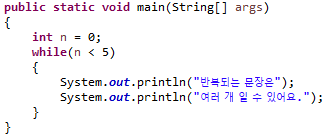 public static void main(String[] args)
{
    int n = 0;
    while(n < 5)
    {
        System.out.println("반복되는 문장은");
        System.out.println("여러 개 일 수 있어요.");
    }
}